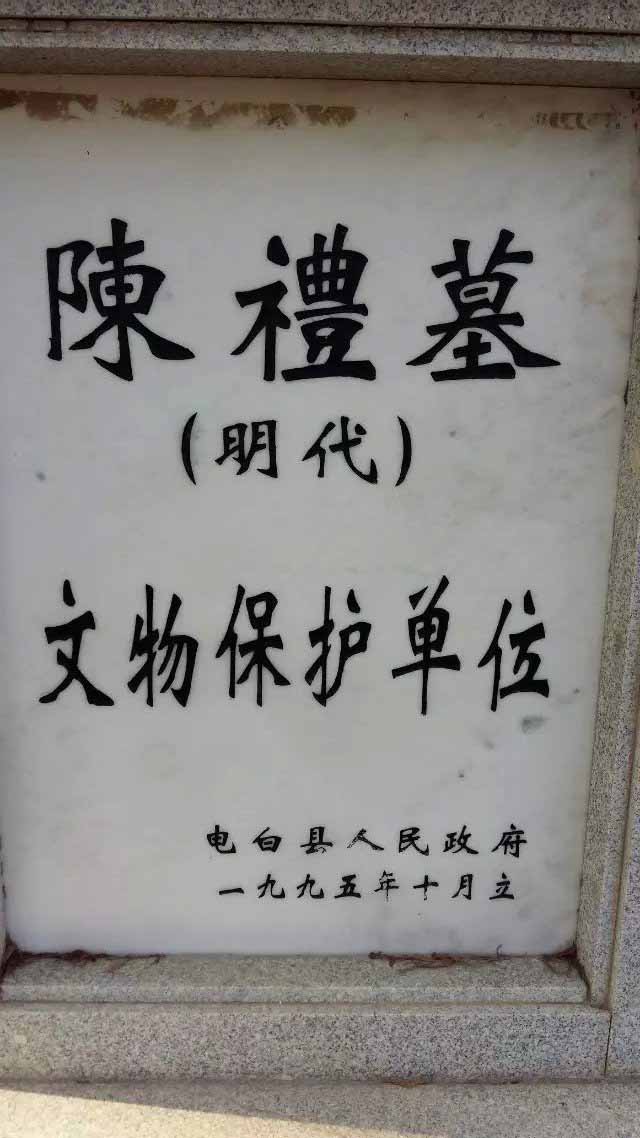 陳禮墓
(明代)
文物保护单位
电白县人民政府
一九九五年十月立